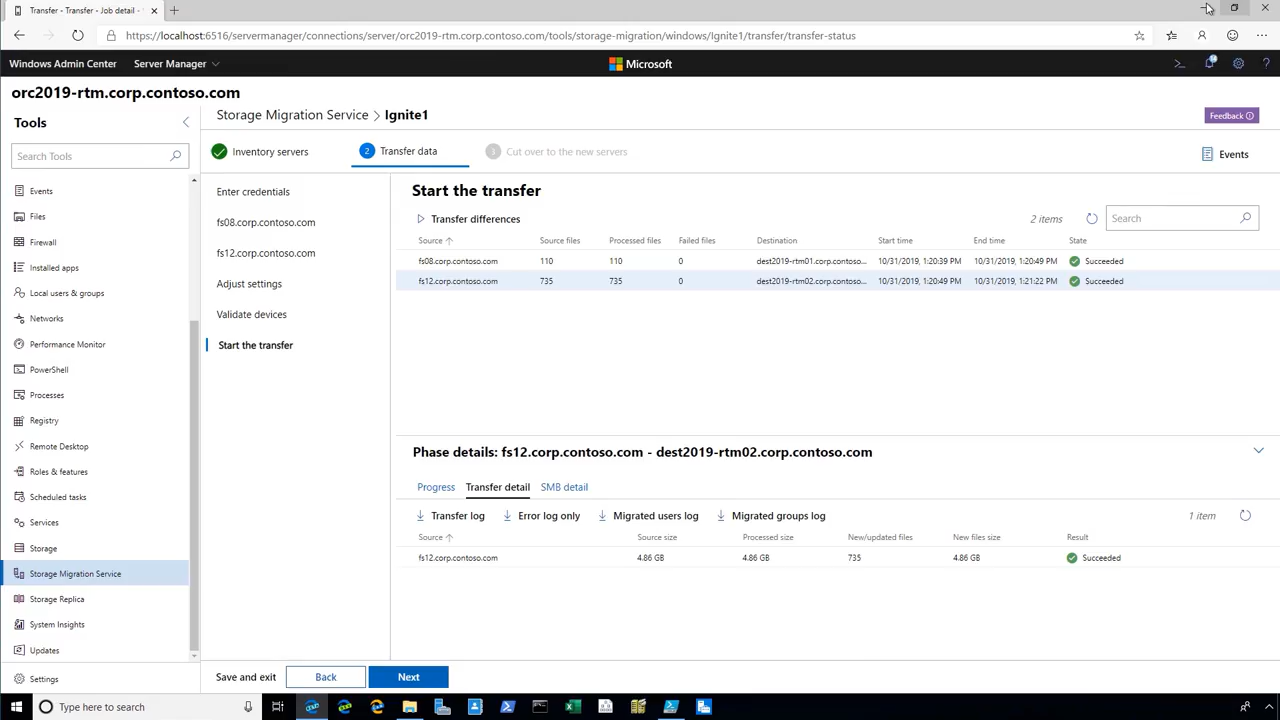 Transfer - Transfer - Job detail -
https://localhost:6516/servermanager/connections/server/orc2019-rtm.corp.contoso.com/tools/storage-migration/windows/Ignite1/transfer/transfer-status
Windows Admin Center Server Manager Microsoft
orc2019-rtm.corp.contoso.com
Tools
Search Tools
Events
Files
Firewall
Installed apps
Local users & groups
Networks
Performance Monitor
PowerShell
Processes
Registry
Remote Desktop
Roles & features
Scheduled tasks
Services
Storage
Storage Migration Service
Storage Replica
System Insights
Updates
Settings
Storage Migration Service > Ignite1
Feedback
Inventory servers 2 Transfer data 3 Cut over to the new servers
Events
Enter credentials
fs08.corp.contoso.com
fs12.corp.contoso.com
Adjust settings
Validate devices
Start the transfer
Start the transfer
Transfer differences 2 items Search
Source Source files Processed files Failed files Destination Start time End time State
fs08.corp.contoso.com 110 110 0 dest2019-rtm01.corp.contoso... 10/31/2019, 1:20:39 PM 10/31/2019, 1:20:49 PM Succeeded
fs12.corp.contoso.com 735 735 0 dest2019-rtm02.corp.contoso... 10/31/2019, 1:20:49 PM 10/31/2019, 1:21:22 PM Succeeded
Phase details: fs12.corp.contoso.com - dest2019-rtm02.corp.contoso.com
Progress Transfer detail SMB detail
Transfer log Error log only Migrated users log Migrated groups log 1 item
Source Source size Processed size New/updated files New files size Result
fs12.corp.contoso.com 4.86 GB 4.86 GB 735 4.86 GB Succeeded
Save and exit Back Next
Type here to search